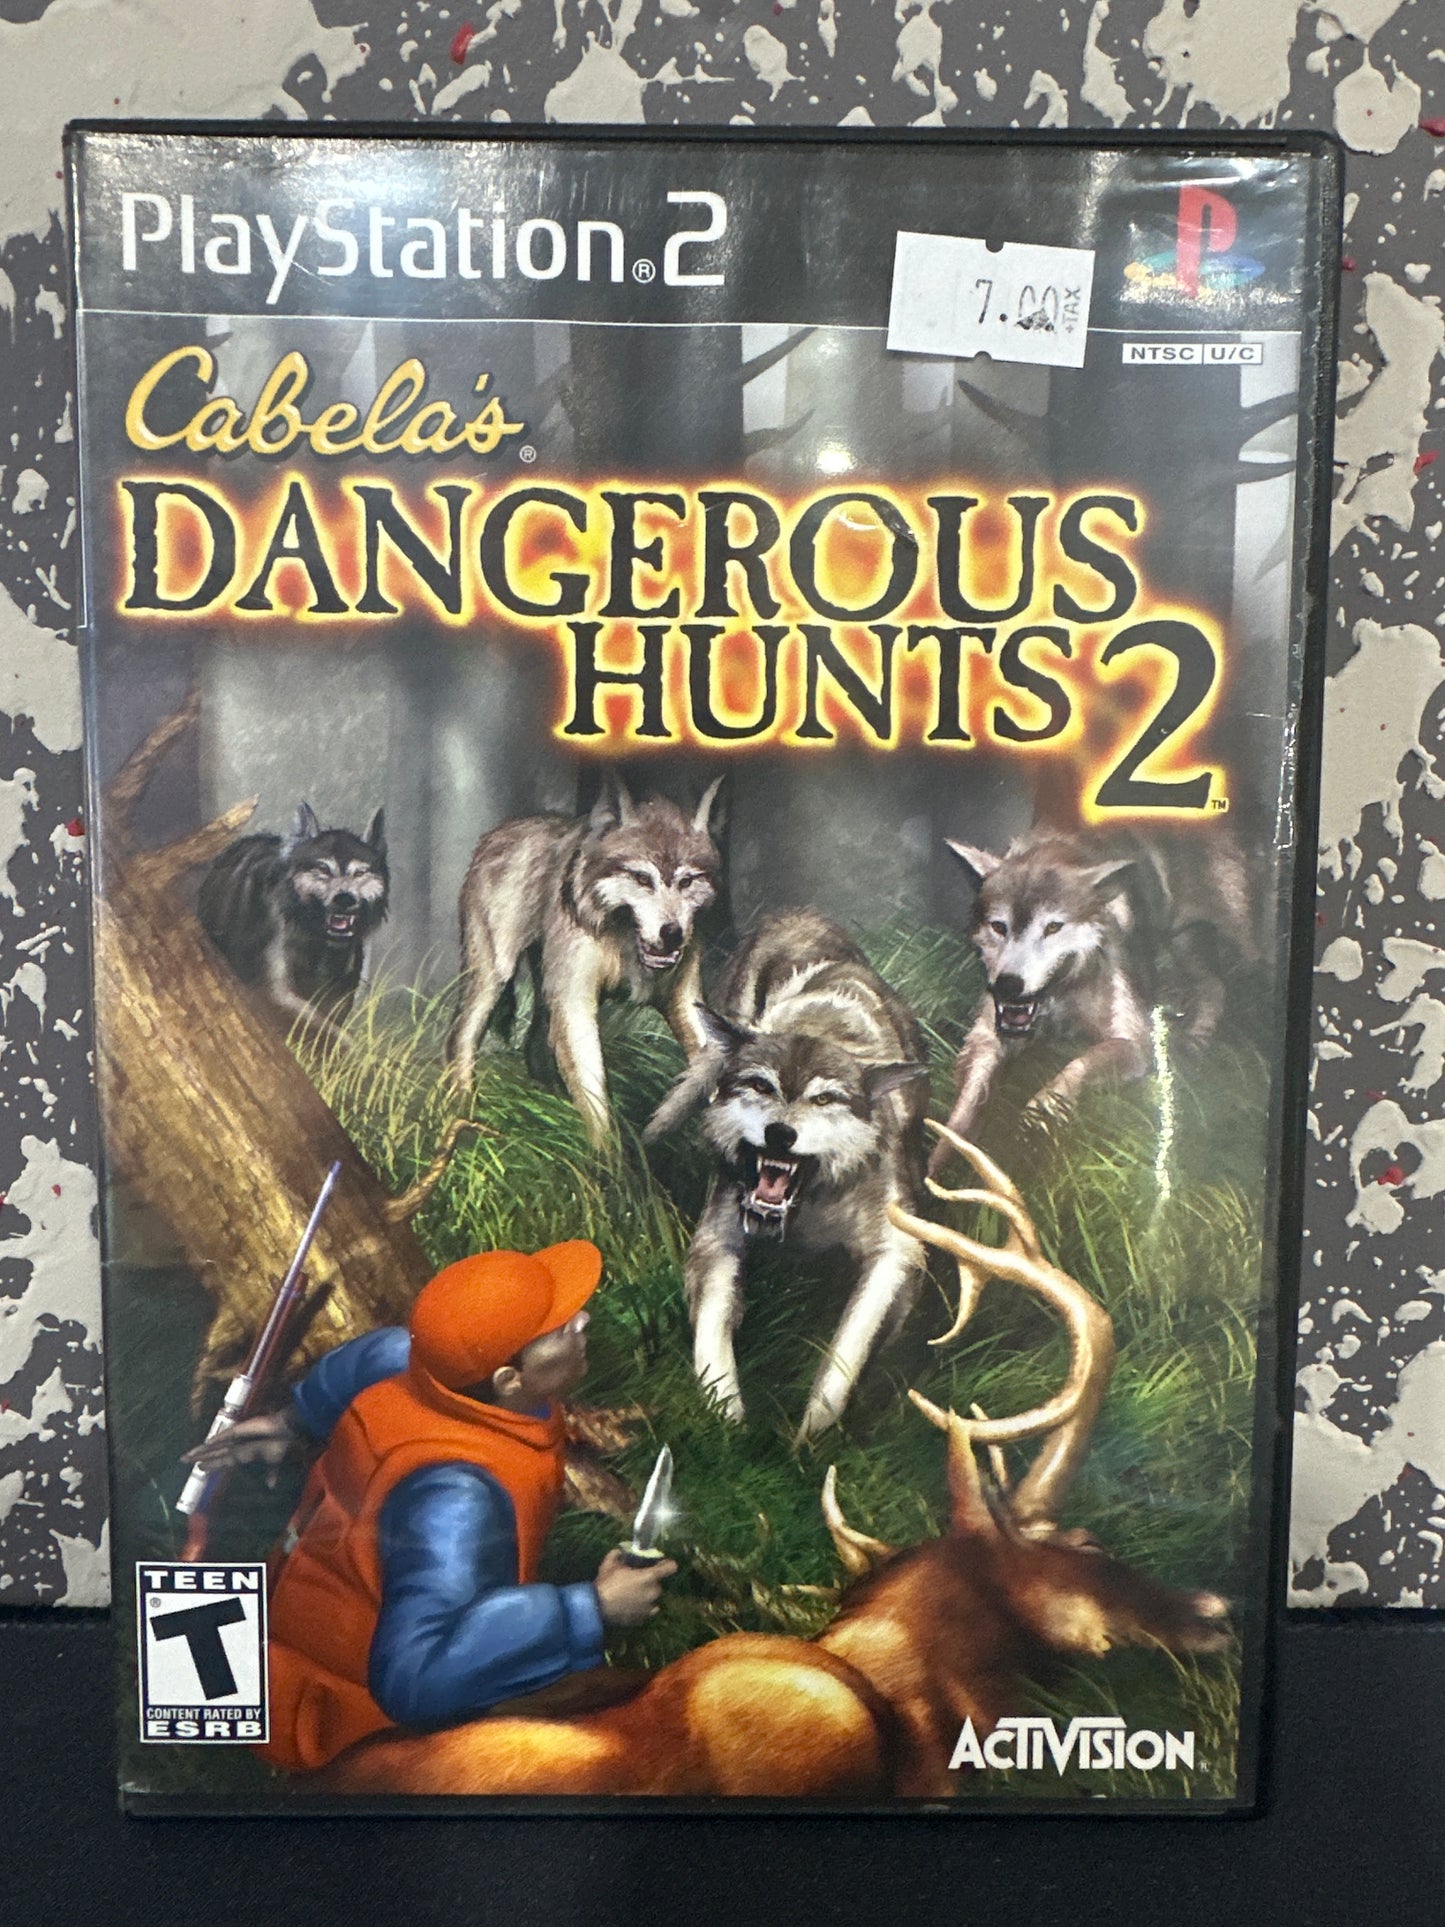 PlayStation®2
7.00 +TAX
NTSC U/C
Cabela's®
DANGEROUS
HUNTS 2™
TEEN
T
®
CONTENT RATED BY
ESRB
ACTIVISION®